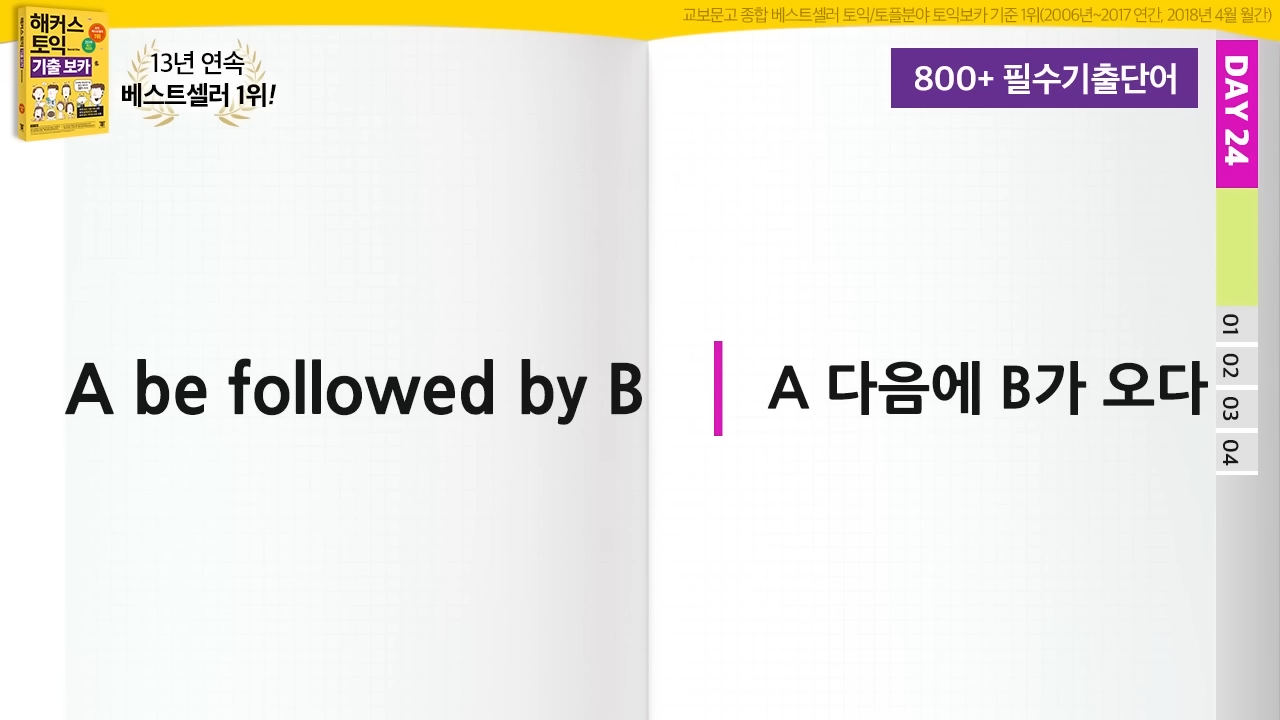 교보문고 종합 베스트셀러 토익/토플분야 토익보카 기준 1위(2006년~2017 연간, 2018년 4월 월간)
해커스
토익
기출 보카
13년 연속
베스트셀러 1위!
800+ 필수기출단어
DAY 24
A be followed by B
A 다음에 B가 오다
01
02
03
04